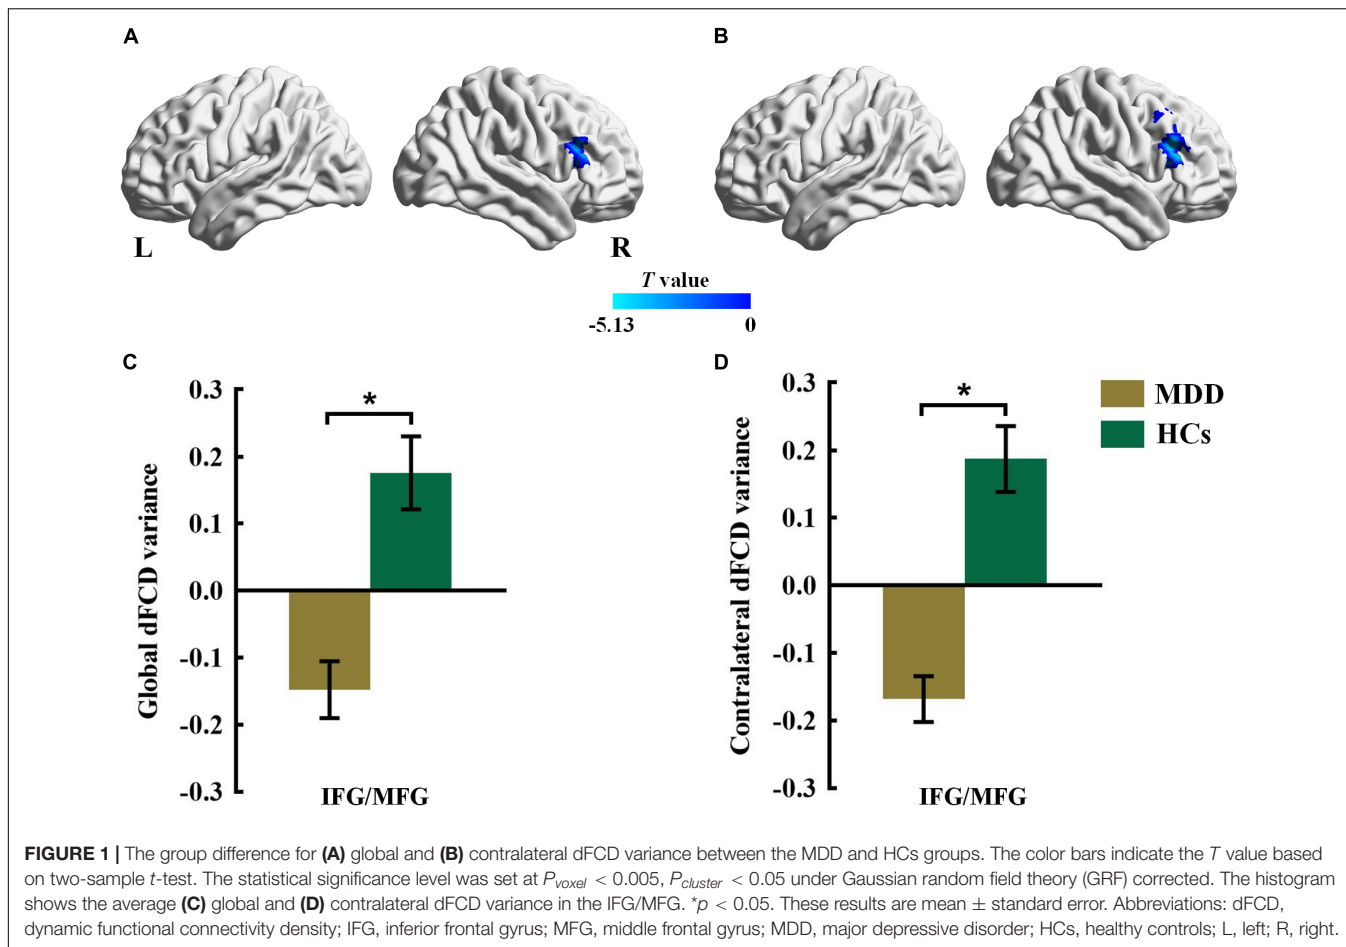 A
B
L
R
T value
-5.13 0
C
D
0.3
0.2
0.1
0.0
-0.1
-0.2
-0.3
Global dFCD variance
*
IFG/MFG
0.3
0.2
0.1
0.0
-0.1
-0.2
-0.3
Contralateral dFCD variance
*
IFG/MFG
MDD
HCs
FIGURE 1 | The group difference for (A) global and (B) contralateral dFCD variance between the MDD and HCs groups. The color bars indicate the T value based
on two-sample t-test. The statistical significance level was set at Pvoxel < 0.005, Pcluster < 0.05 under Gaussian random field theory (GRF) corrected. The histogram
shows the average (C) global and (D) contralateral dFCD variance in the IFG/MFG. *p < 0.05. These results are mean ± standard error. Abbreviations: dFCD,
dynamic functional connectivity density; IFG, inferior frontal gyrus; MFG, middle frontal gyrus; MDD, major depressive disorder; HCs, healthy controls; L, left; R, right.